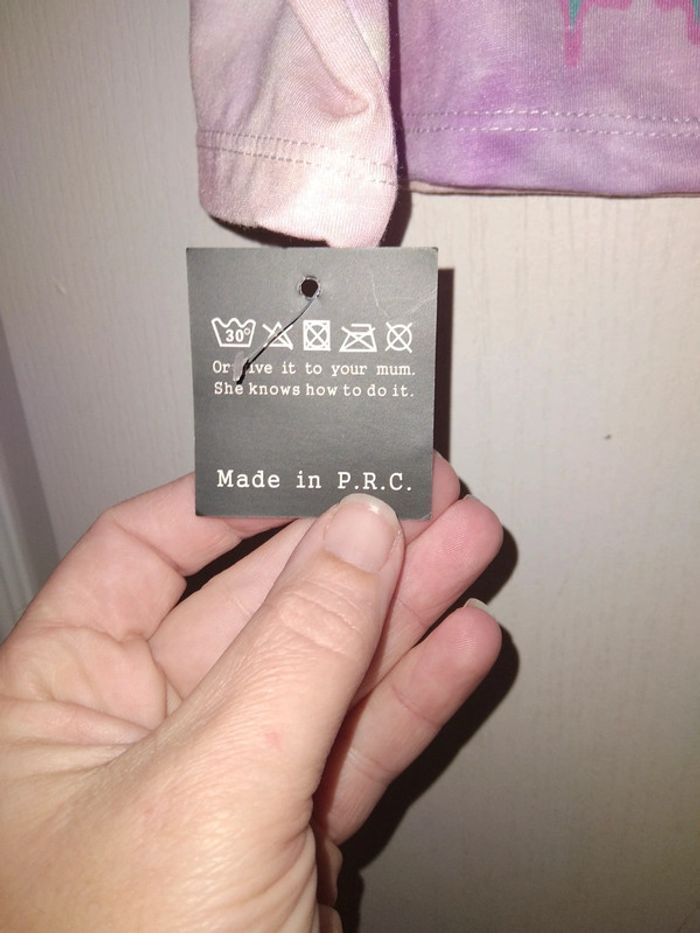 30°
Or give it to your mum.
She knows how to do it.
Made in P.R.C.